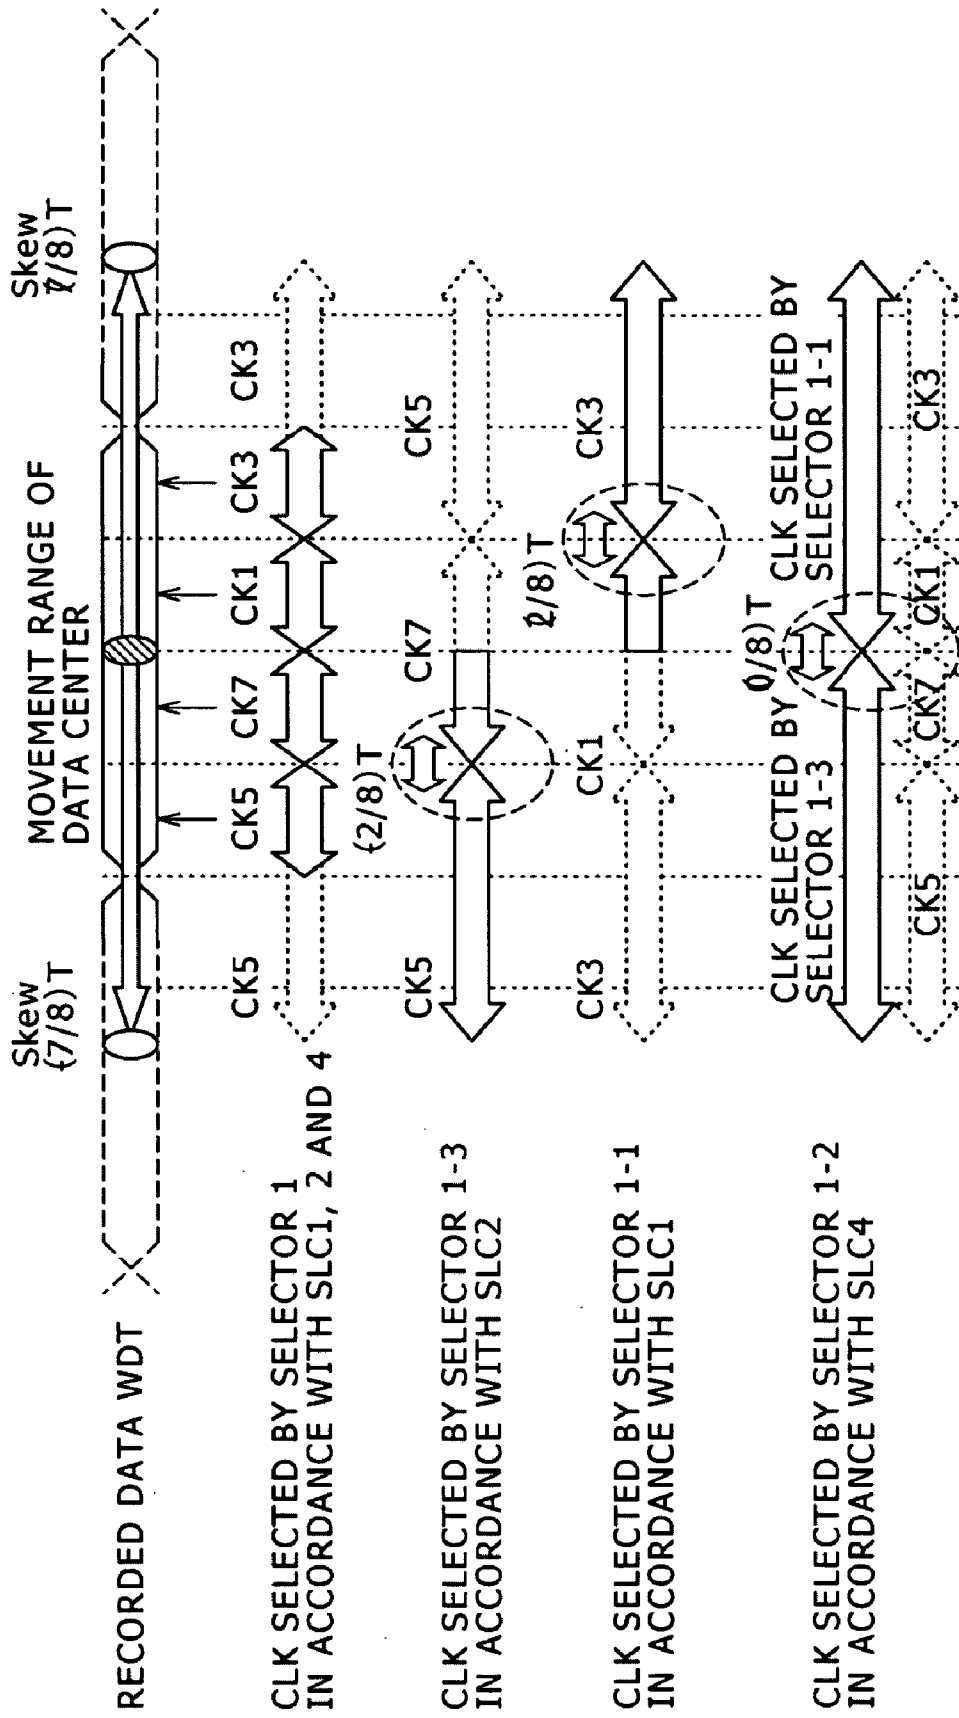 MOVEMENT RANGE OF
DATA CENTER
Skew
(7/8)T
Skew
7/8)T
RECORDED DATA WDT
CLK SELECTED BY SELECTOR 1
IN ACCORDANCE WITH SLC1, 2 AND 4
CK5
CK5
CK7
CK1
CK3
CK3
CLK SELECTED BY SELECTOR 1-3
IN ACCORDANCE WITH SLC2
CK5
(2/8)T
CK7
CK5
CLK SELECTED BY SELECTOR 1-1
IN ACCORDANCE WITH SLC1
CK3
CK1
2/8)T
CK3
CLK SELECTED BY SELECTOR 1-2
IN ACCORDANCE WITH SLC4
CLK SELECTED BY
SELECTOR 1-3
0/8)T
CLK SELECTED BY
SELECTOR 1-1
CK5
CK7
CK1
CK3